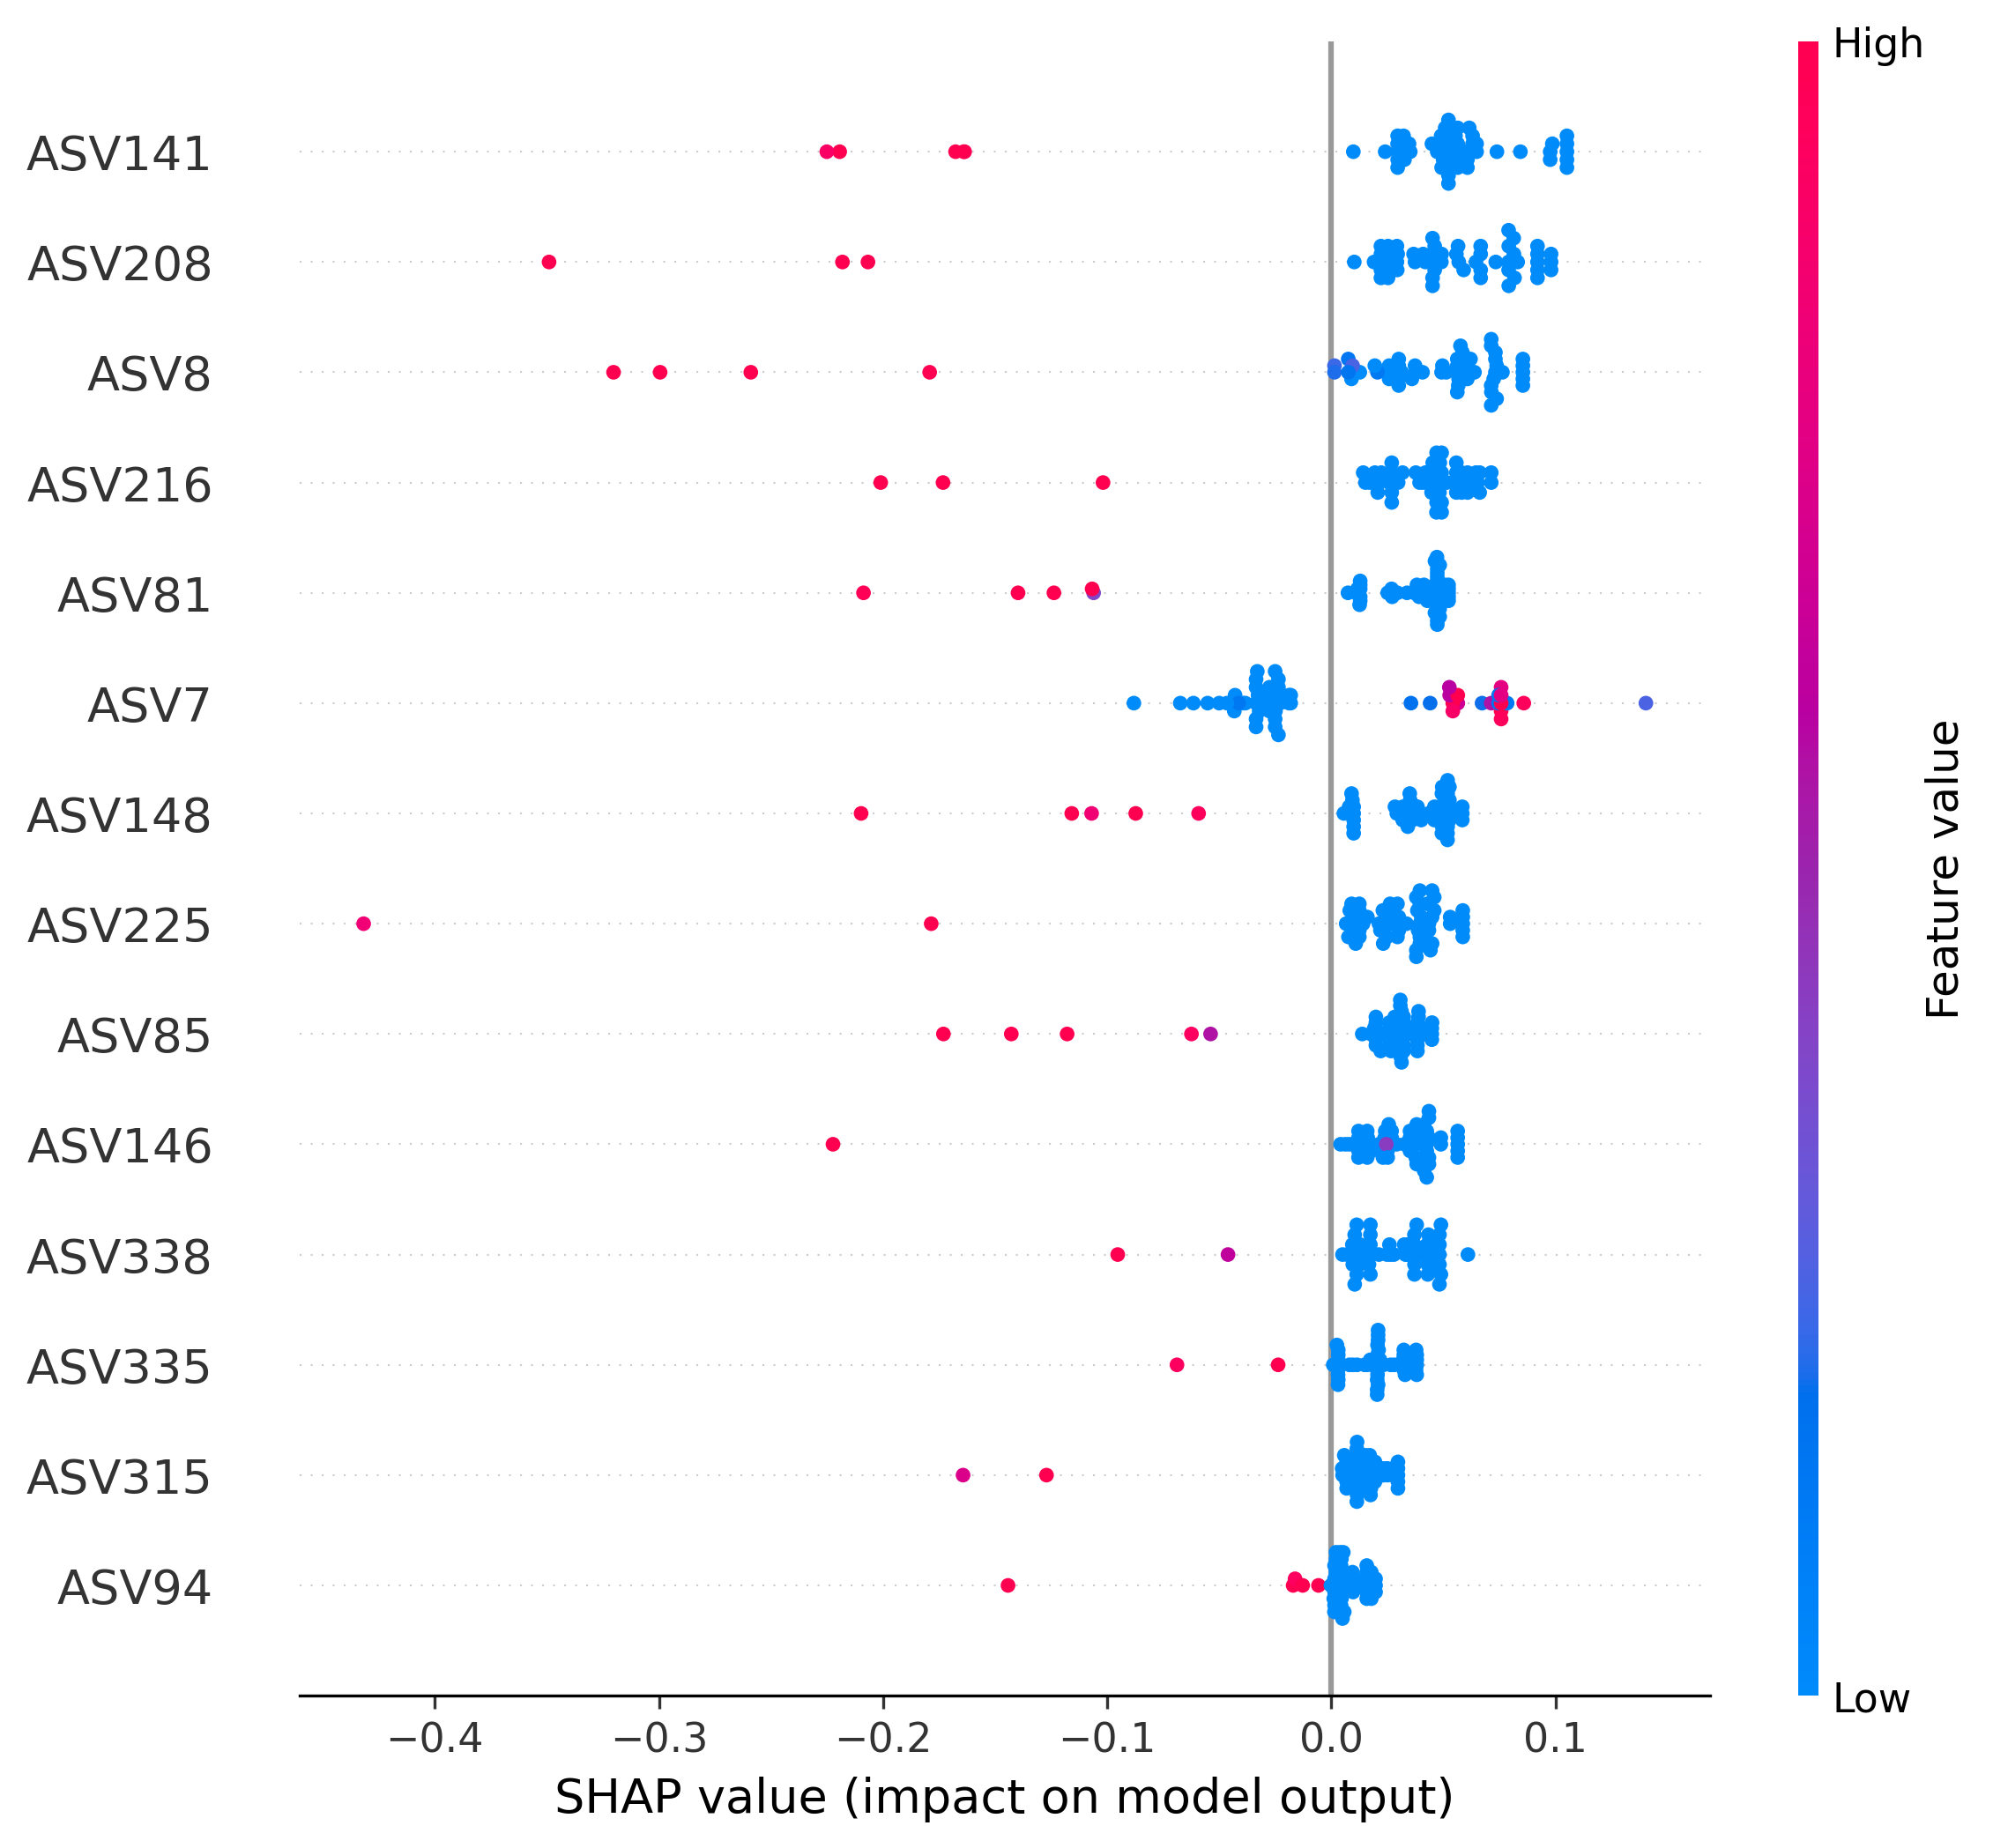 High
ASV141
ASV208
ASV8
ASV216
ASV81
ASV7
ASV148
ASV225
ASV85
ASV146
ASV338
ASV335
ASV315
ASV94
Feature value
Low
−0.4 −0.3 −0.2 −0.1 0.0 0.1
SHAP value (impact on model output)